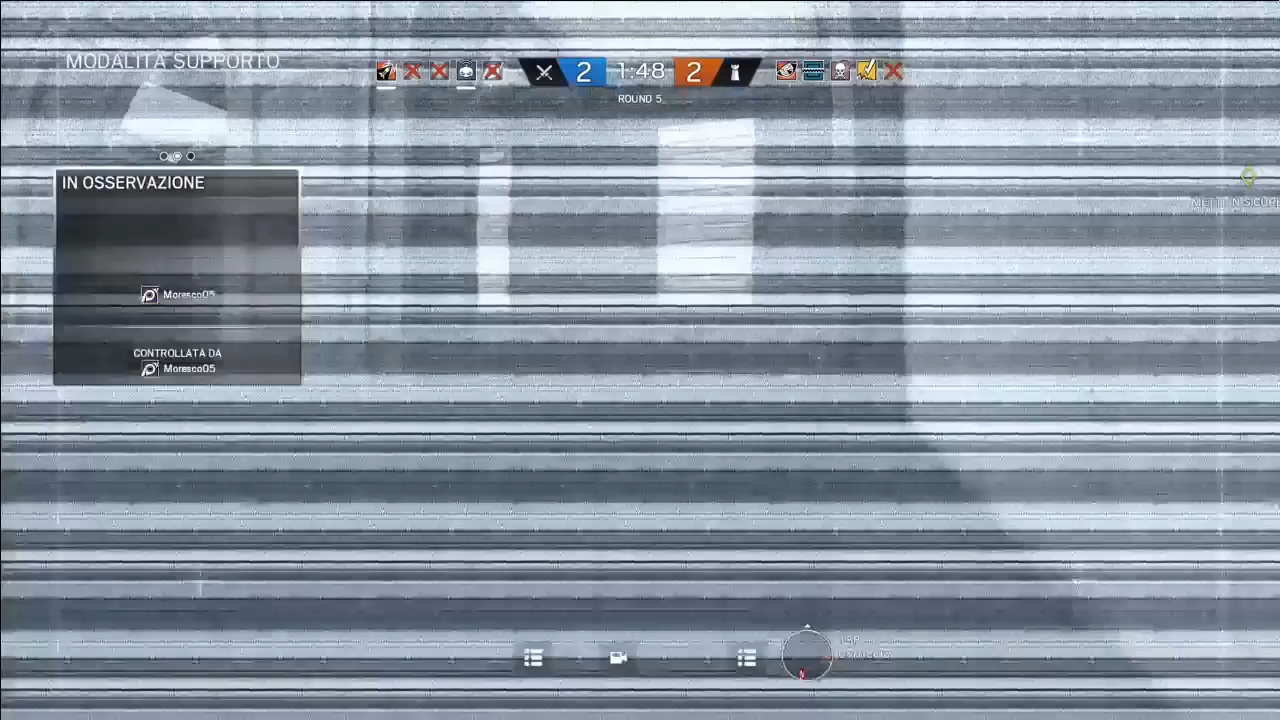 MODALITÀ SUPPORTO
2 1:48 2
ROUND 5
IN OSSERVAZIONE
Moresco05
CONTROLLATA DA
Moresco05
N